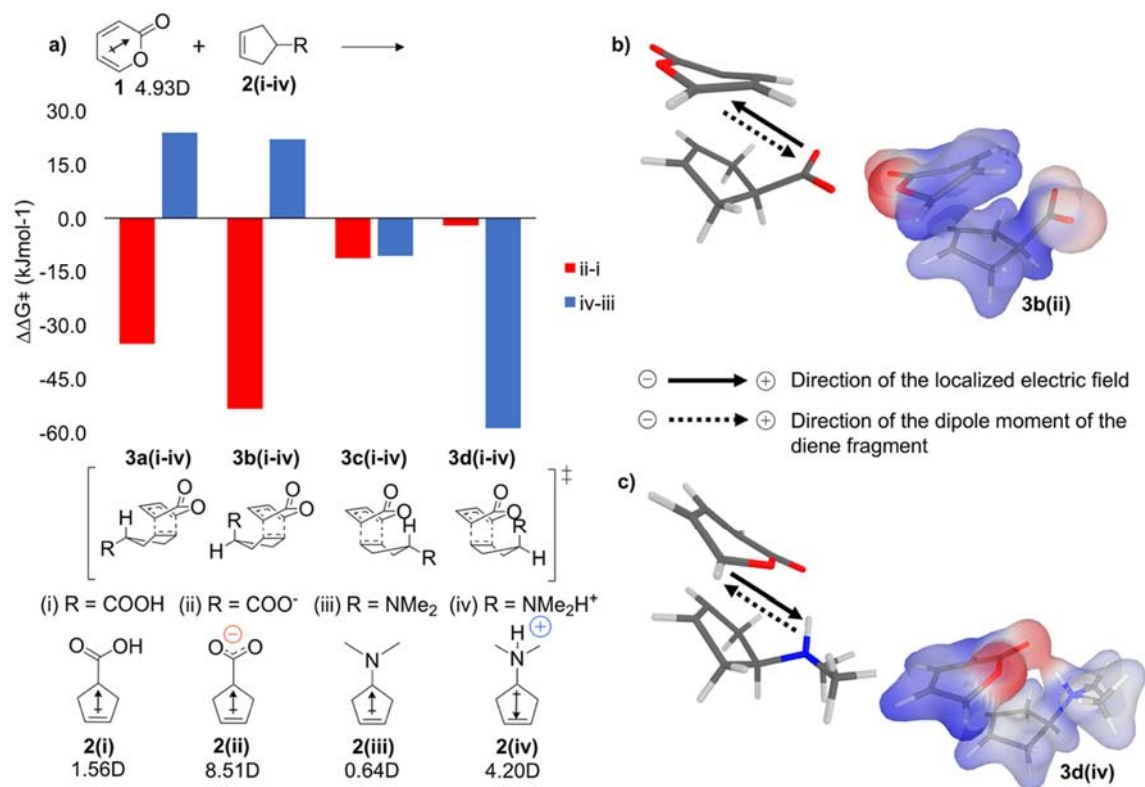 a)
O
O
+
R
1 4.93D
2(i-iv)
30.0
15.0
0.0
-15.0
-30.0
-45.0
-60.0
ΔΔG‡ (kJmol-1)
ii-i
iv-iii
3a(i-iv) 3b(i-iv) 3c(i-iv) 3d(i-iv)
‡
H O O R
R O O H
O O H R
O O R H
(i) R = COOH (ii) R = COO- (iii) R = NMe2 (iv) R = NMe2H+
O OH
O O
N
H
N
2(i) 2(ii) 2(iii) 2(iv)
1.56D 8.51D 0.64D 4.20D
b)
3b(ii)
Direction of the localized electric field
Direction of the dipole moment of the
diene fragment
c)
3d(iv)